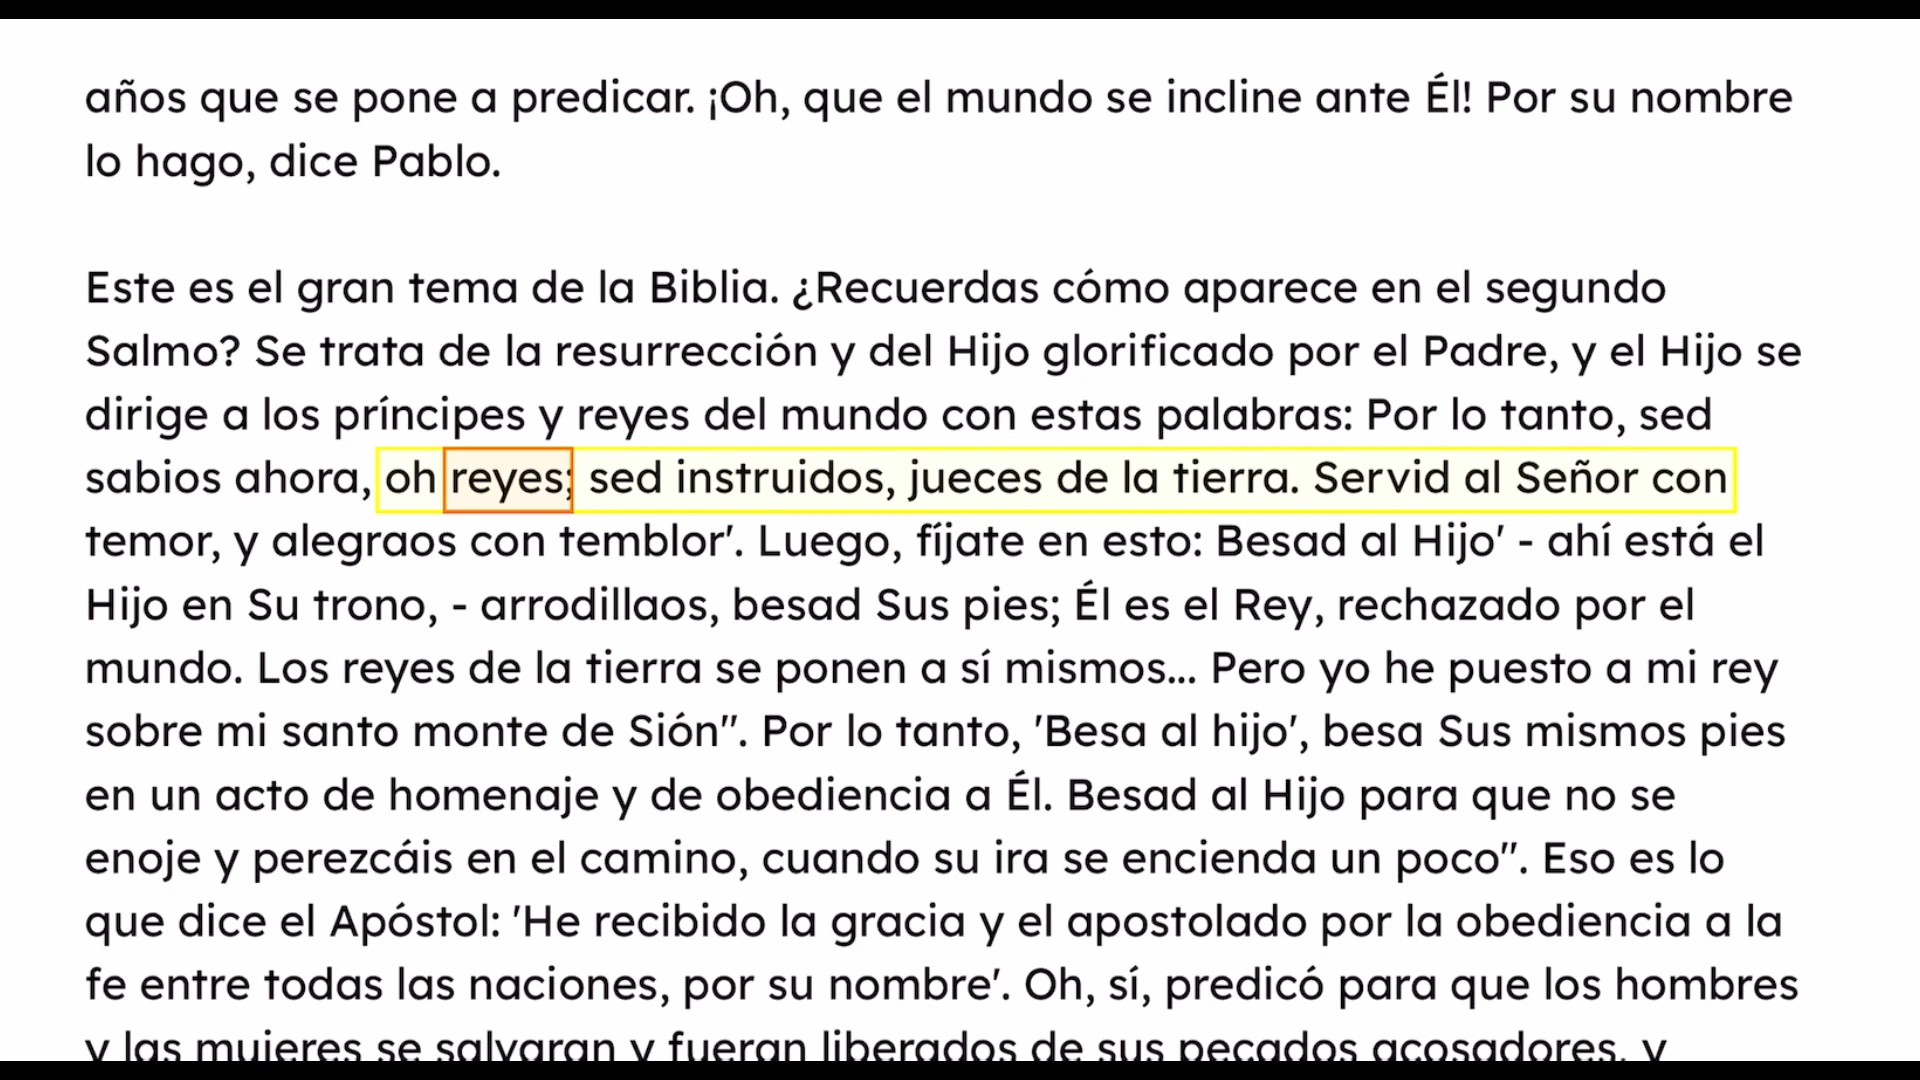 años que se pone a predicar. ¡Oh, que el mundo se incline ante Él! Por su nombre
lo hago, dice Pablo.
Este es el gran tema de la Biblia. ¿Recuerdas cómo aparece en el segundo
Salmo? Se trata de la resurrección y del Hijo glorificado por el Padre, y el Hijo se
dirige a los príncipes y reyes del mundo con estas palabras: Por lo tanto, sed
sabios ahora, oh reyes; sed instruidos, jueces de la tierra. Servid al Señor con
temor, y alegraos con temblor'. Luego, fíjate en esto: Besad al Hijo' - ahí está el
Hijo en Su trono, - arrodillaos, besad Sus pies; Él es el Rey, rechazado por el
mundo. Los reyes de la tierra se ponen a sí mismos... Pero yo he puesto a mi rey
sobre mi santo monte de Sión". Por lo tanto, 'Besa al hijo', besa Sus mismos pies
en un acto de homenaje y de obediencia a Él. Besad al Hijo para que no se
enoje y perezcáis en el camino, cuando su ira se encienda un poco". Eso es lo
que dice el Apóstol: 'He recibido la gracia y el apostolado por la obediencia a la
fe entre todas las naciones, por su nombre'. Oh, sí, predicó para que los hombres
y las mujeres se salvaran y fueran liberados de sus pecados acosadores, y